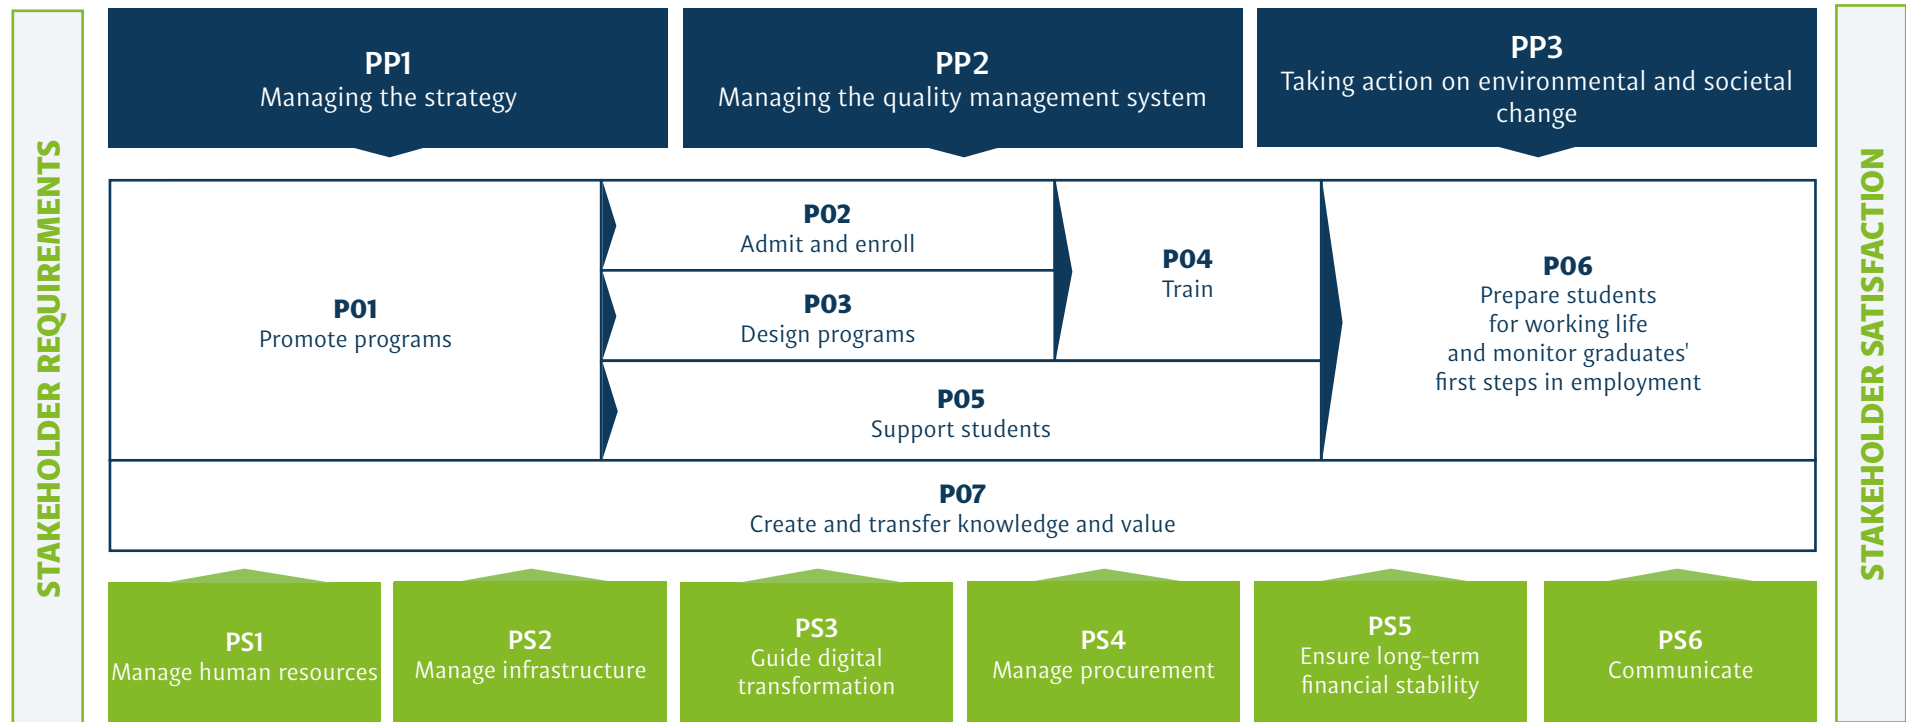 STAKEHOLDER REQUIREMENTS
PP1
Managing the strategy
PP2
Managing the quality management system
PP3
Taking action on environmental and societal
change
P01
Promote programs
P02
Admit and enroll
P03
Design programs
P04
Train
P05
Support students
P06
Prepare students
for working life
and monitor graduates'
first steps in employment
P07
Create and transfer knowledge and value
PS1
Manage human resources
PS2
Manage infrastructure
PS3
Guide digital
transformation
PS4
Manage procurement
PS5
Ensure long-term
financial stability
PS6
Communicate
STAKEHOLDER SATISFACTION